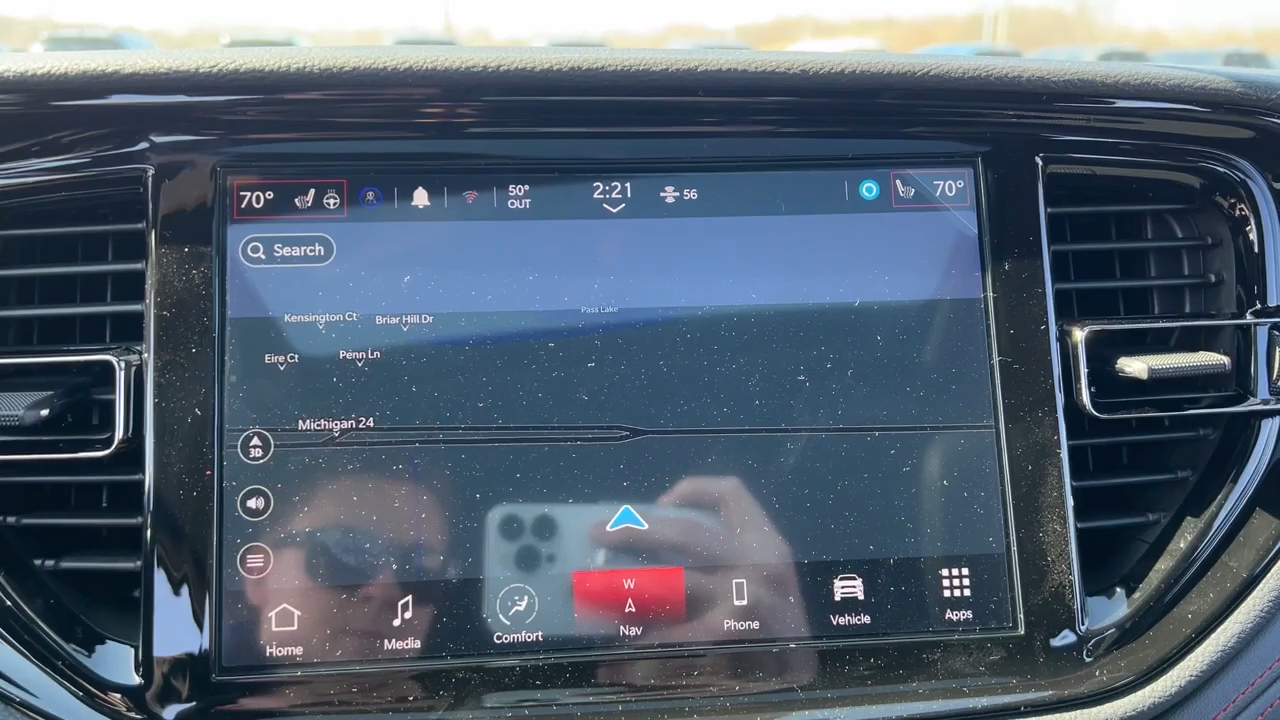 70°
50°
OUT
2:21
56
70°
Search
Kensington Ct
Briar Hill Dr
Pass Lake
Eire Ct
Penn Ln
Michigan 24
3D
W
Home
Media
Comfort
Nav
Phone
Vehicle
Apps